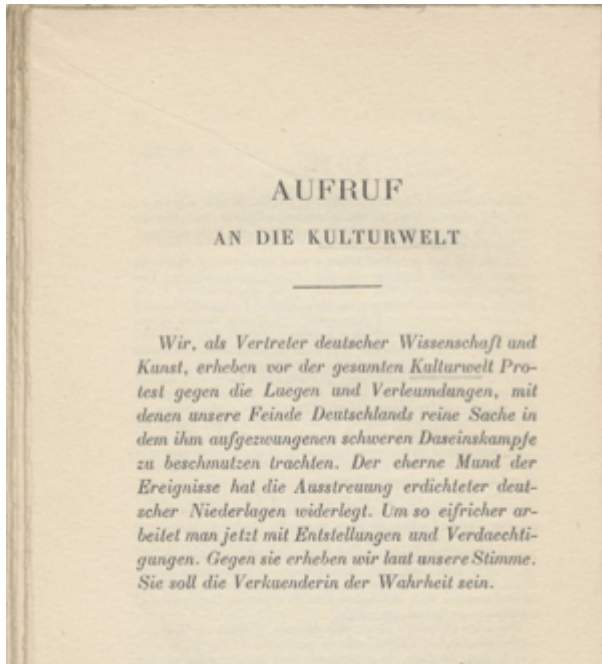 AUFRUF
AN DIE KULTURWELT
Wir, als Vertreter deutscher Wissenschaft und
Kunst, erheben vor der gesamten Kulturwelt Pro-
test gegen die Luegen und Verleumdungen, mit
denen unsere Feinde Deutschlands reine Sache in
dem ihm aufgezwungenen schweren Daseinskampfe
zu beschmutzen trachten. Der eherne Mund der
Ereignisse hat die Ausstreuung erdichteter deut-
scher Niederlagen widerlegt. Um so eifricher ar-
beitet man jetzt mit Entstellungen und Verdaechti-
gungen. Gegen sie erheben wir laut unsere Stimme.
Sie soll die Verkuenderin der Wahrheit sein.